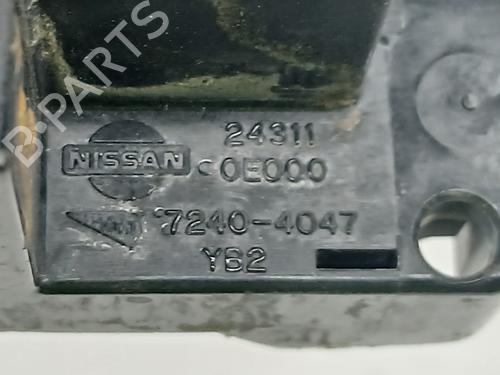 B-PARTS
24311
NISSAN C0E000
7240-4047
YB2